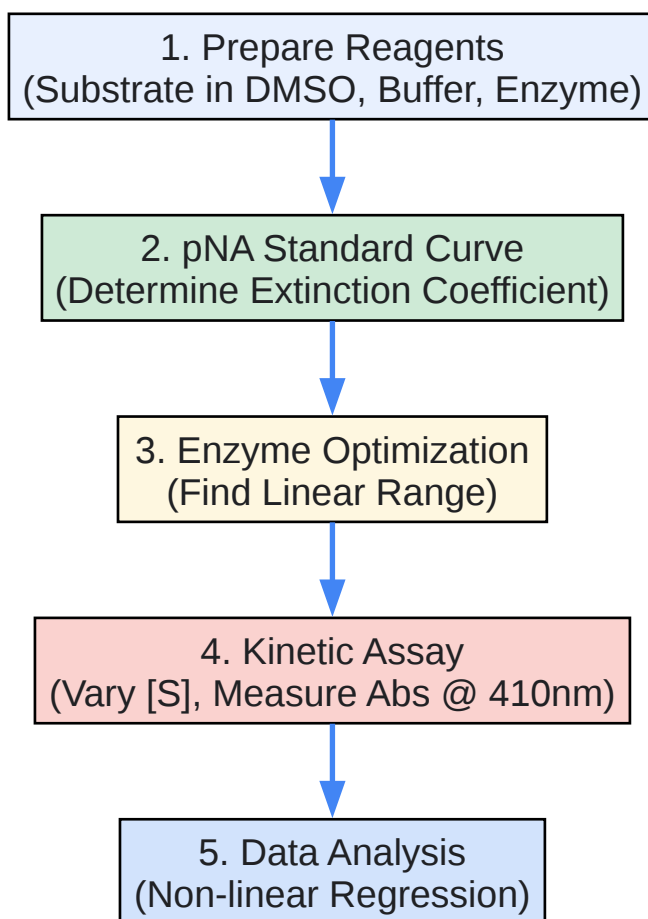 1. Prepare Reagents
(Substrate in DMSO, Buffer, Enzyme)
2. pNA Standard Curve
(Determine Extinction Coefficient)
3. Enzyme Optimization
(Find Linear Range)
4. Kinetic Assay
(Vary [S], Measure Abs @ 410nm)
5. Data Analysis
(Non-linear Regression)